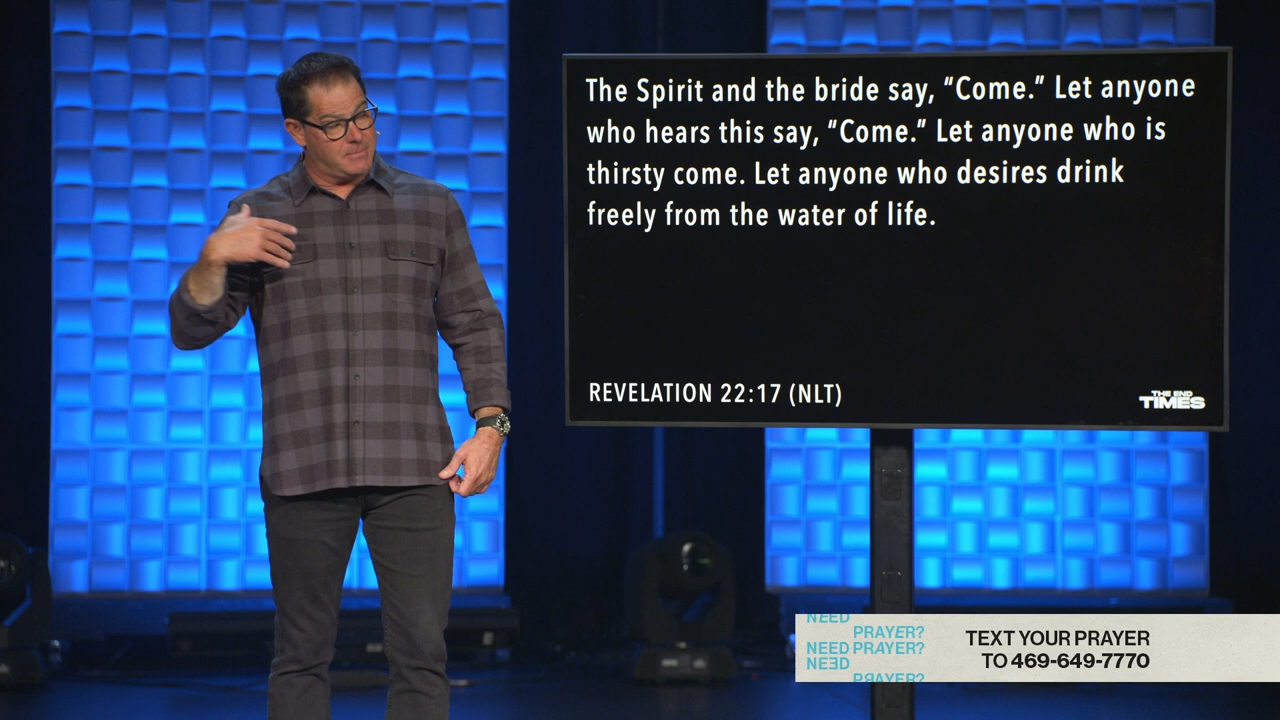 The Spirit and the bride say, “Come.” Let anyone
who hears this say, “Come.” Let anyone who is
thirsty come. Let anyone who desires drink
freely from the water of life.
REVELATION 22:17 (NLT)
THE END
TIMES
NEED
PRAYER?
NEED PRAYER?
NEED
PRAYER?
TEXT YOUR PRAYER
TO 469-649-7770